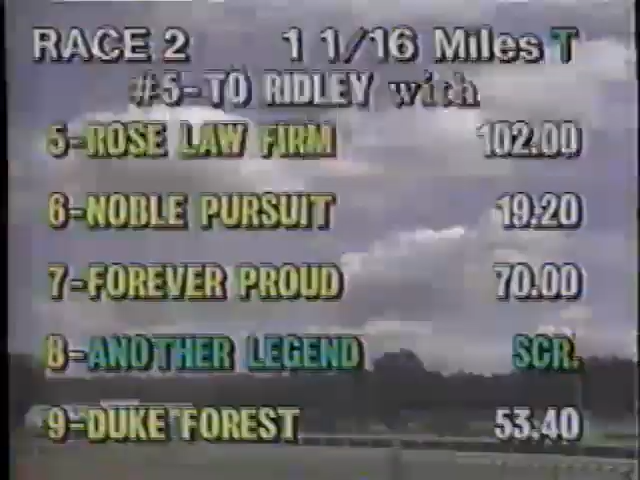 RACE 2 1 1/16 Miles T
#5-TO RIDLEY with
5-ROSE LAW FIRM 102.00
6-NOBLE PURSUIT 19.20
7-FOREVER PROUD 70.00
8-ANOTHER LEGEND SCR.
9-DUKE FOREST 53.40